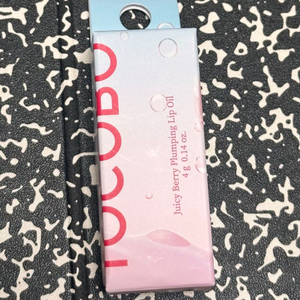 TOCOBO
Juicy Berry Plumping Lip Oil
4 g 0.14 oz.